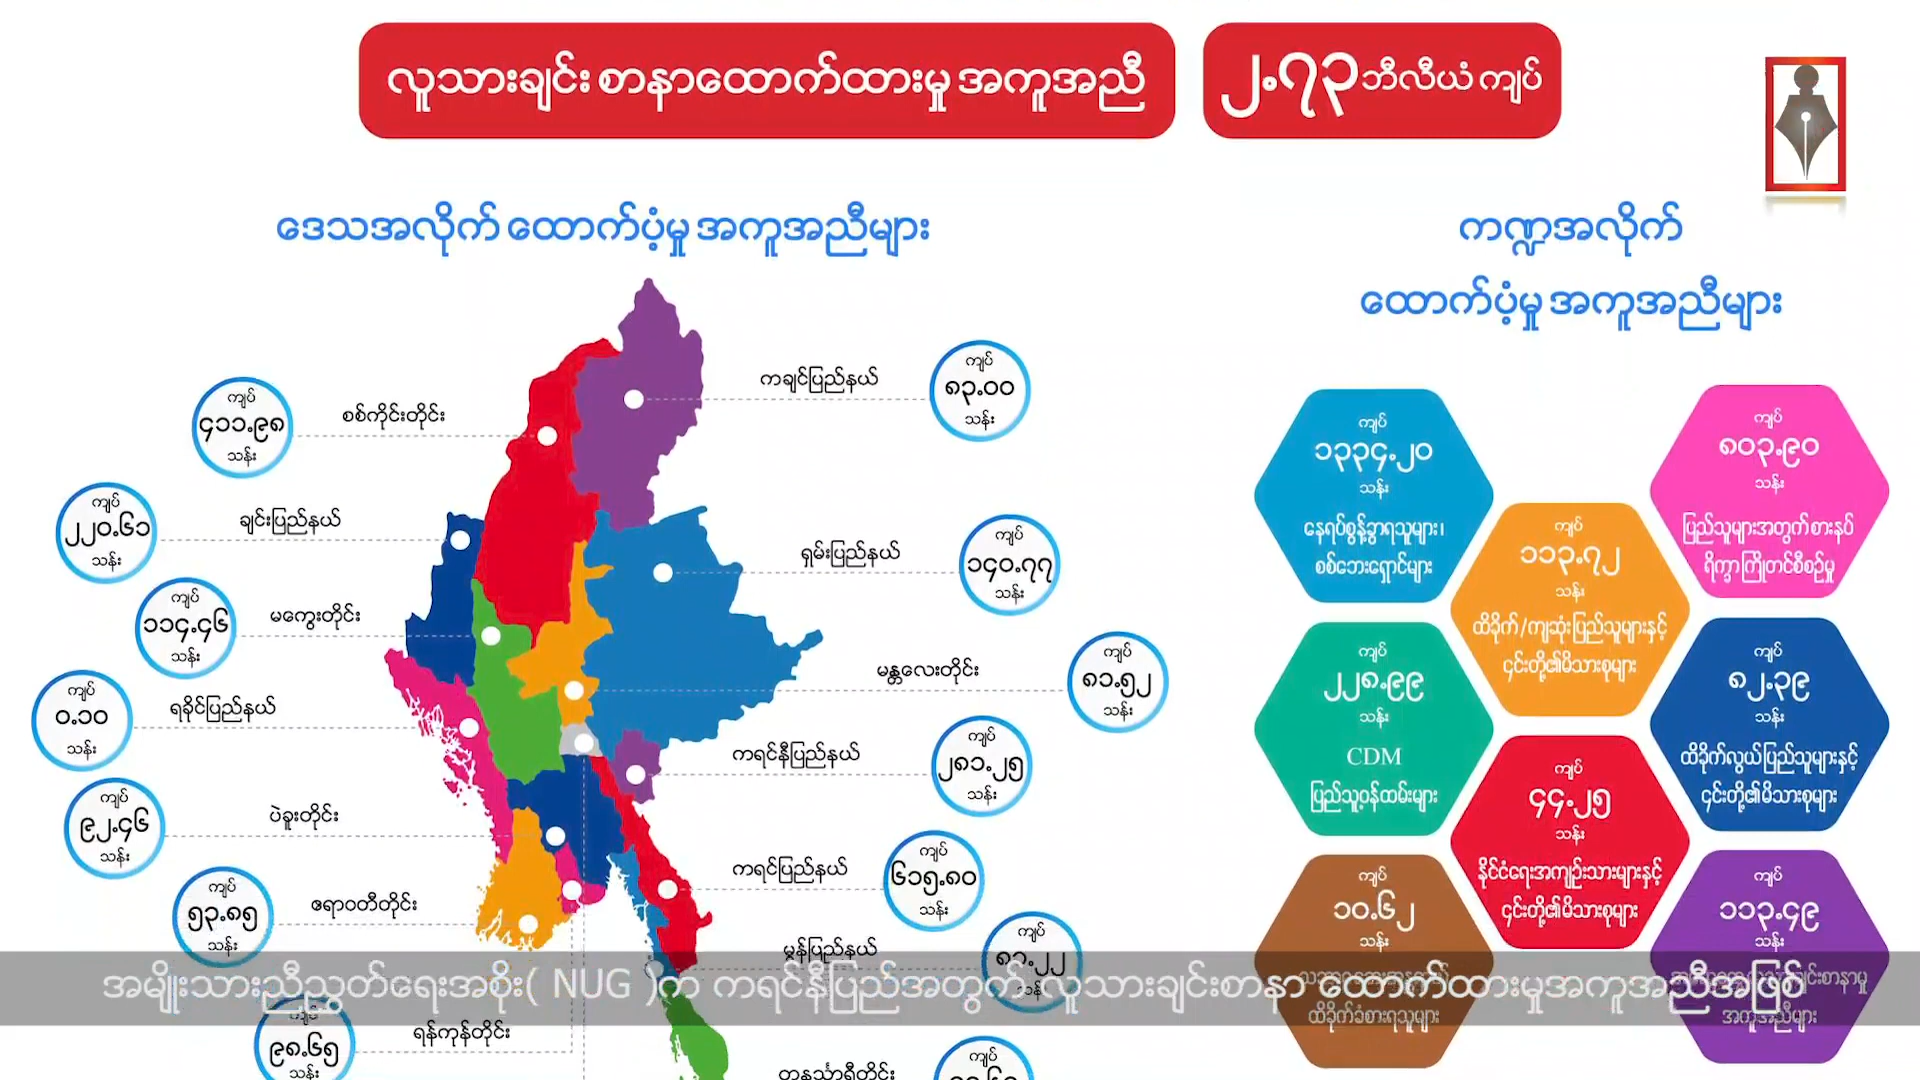 လူသားချင်း စာနာထောက်ထားမှု အကူအညီ
၂.၇၃ ဘီလီယံ ကျပ်
ဒေသအလိုက် ထောက်ပံ့မှု အကူအညီများ
ကျပ်
၈၃.၀၀
သန်း
ကချင်ပြည်နယ်
ကျပ်
၄၁၁.၉၈
သန်း
စစ်ကိုင်းတိုင်း
ကျပ်
၂၂၀.၆၁
သန်း
ချင်းပြည်နယ်
ရှမ်းပြည်နယ်
ကျပ်
၁၄၀.၇၇
သန်း
ကျပ်
၁၁၄.၄၆
သန်း
မကွေးတိုင်း
မန္တလေးတိုင်း
ကျပ်
၈၁.၅၂
သန်း
ကျပ်
၀.၁၀
သန်း
ရခိုင်ပြည်နယ်
ကရင်နီပြည်နယ်
ကျပ်
၂၈၁.၂၅
သန်း
ကျပ်
၉၂.၄၆
သန်း
ပဲခူးတိုင်း
ကရင်ပြည်နယ်
ကျပ်
၆၁၅.၈၀
သန်း
ကျပ်
၅၃.၈၅
သန်း
ဧရာဝတီတိုင်း
မွန်ပြည်နယ်
ကျပ်
ရန်ကုန်တိုင်း
၉၈.၆၅
သန်း
တနင်္သာရီတိုင်း
ကျပ်
ကဏ္ဍအလိုက်
ထောက်ပံ့မှု အကူအညီများ
ကျပ်
၁၃၃၄.၂၀
သန်း
နေရပ်စွန့်ခွာရသူများ၊
စစ်ဘေးရှောင်များ
ကျပ်
၈၀၃.၉၀
သန်း
ပြည်သူများအတွက်စားနပ်
ရိက္ခာကြိုတင်စီစဉ်မှု
ကျပ်
၁၁၃.၇၂
သန်း
ထိခိုက်/ကျဆုံးပြည်သူများနှင့်
၎င်းတို့၏မိသားစုများ
ကျပ်
၂၂၈.၉၉
သန်း
CDM
ပြည်သူ့ဝန်ထမ်းများ
ကျပ်
၈၂.၃၉
သန်း
ထိခိုက်လွယ်ပြည်သူများနှင့်
၎င်းတို့၏မိသားစုများ
ကျပ်
၄၄.၂၅
သန်း
နိုင်ငံရေးအကျဉ်းသားများနှင့်
၎င်းတို့၏မိသားစုများ
ကျပ်
၁၀.၆၂
သန်း
ထိခိုက်ခံစားရသူများ
ကျပ်
၁၁၃.၄၉
သန်း
အကူအညီများ
အမျိုးသားညီညွတ်ရေးအစိုး( NUG )က ကရင်နီပြည်အတွက် လူသားချင်းစာနာ ထောက်ထားမှုအကူအညီအဖြစ်